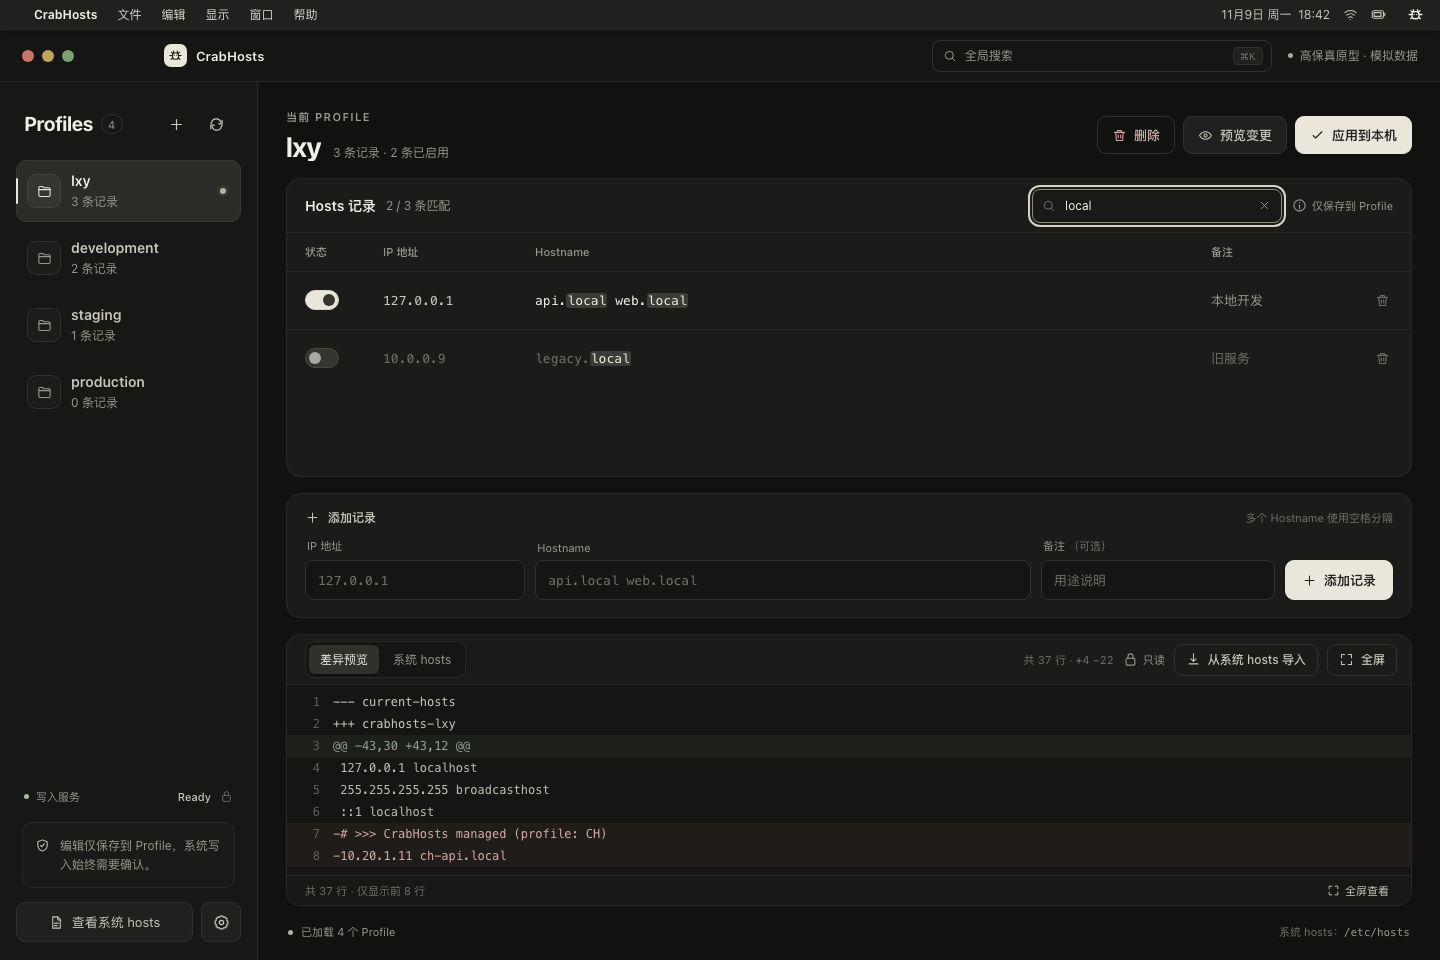 CrabHosts 文件 编辑 显示 窗口 帮助 11月9日 周一 18:42
CrabHosts 全局搜索 ⌘K 高保真原型 · 模拟数据
Profiles 4
lxy
3 条记录
development
2 条记录
staging
1 条记录
production
0 条记录
写入服务 Ready
编辑仅保存到 Profile，系统写
入始终需要确认。
查看系统 hosts
当前 PROFILE
lxy 3 条记录 · 2 条已启用
删除 预览变更 应用到本机
Hosts 记录 2 / 3 条匹配 local 仅保存到 Profile
状态 IP 地址 Hostname 备注
127.0.0.1 api.local web.local 本地开发
10.0.0.9 legacy.local 旧服务
添加记录 多个 Hostname 使用空格分隔
IP 地址 Hostname 备注 （可选）
127.0.0.1 api.local web.local 用途说明 添加记录
差异预览 系统 hosts 共 37 行 · +4 −22 只读 从系统 hosts 导入 全屏
1 --- current-hosts
2 +++ crabhosts-lxy
3 @@ -43,30 +43,12 @@
4 127.0.0.1 localhost
5 255.255.255.255 broadcasthost
6 ::1 localhost
7 -# >>> CrabHosts managed (profile: CH)
8 -10.20.1.11 ch-api.local
共 37 行 · 仅显示前 8 行 全屏查看
已加载 4 个 Profile 系统 hosts: /etc/hosts